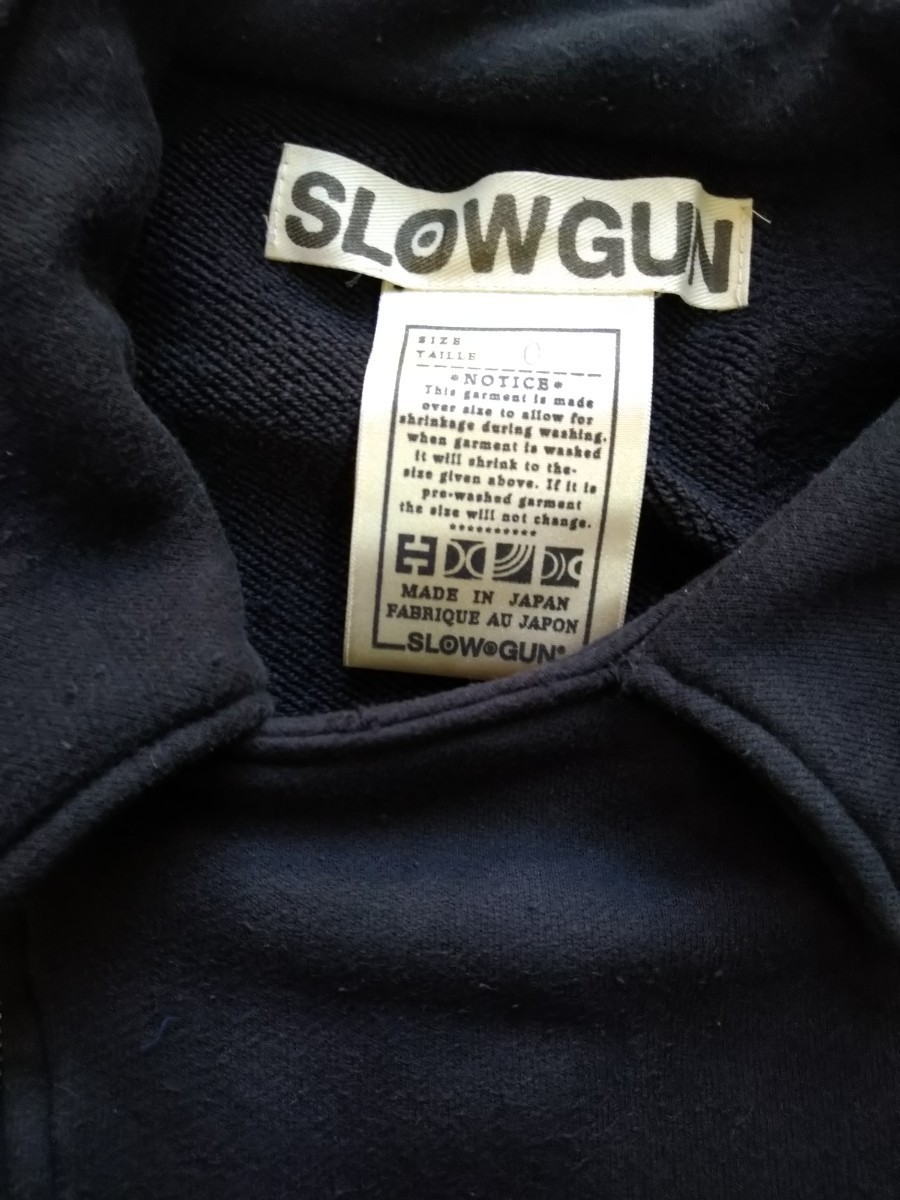 SLOWGUN
SIZE
TAILLE 0
•NOTICE•
This garment is made
over size to allow for
shrinkage during washing.
when garment is washed
it will shrink to the-
size given above. If it is
pre-washed garment
the size will not change.
**********
MADE IN JAPAN
FABRIQUE AU JAPON
SLOW®GUN®